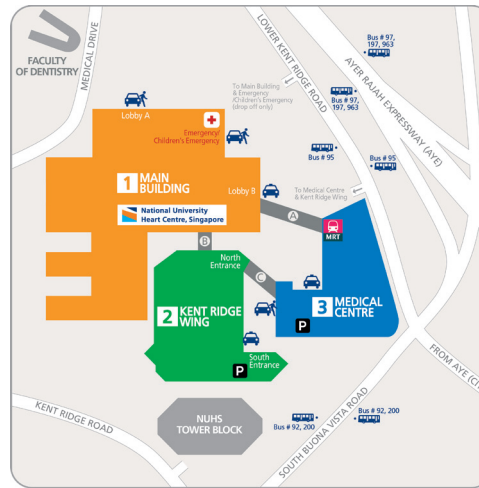 FACULTY
OF DENTISTRY
MEDICAL DRIVE
LOWER KENT RIDGE ROAD
Bus # 97,
197, 963
AYER RAJAH EXPRESSWAY (AYE)
To Main Building
& Emergency
/Children's Emergency
(drop off only)
Bus # 97,
197, 963
Lobby A
Emergency/
Children's Emergency
Bus # 95
Bus # 95
1 MAIN
BUILDING
Lobby B
To Medical Centre
& Kent Ridge Wing
National University
Heart Centre, Singapore
A
MRT
B
North
Entrance
C
2 KENT RIDGE
WING
3 MEDICAL
CENTRE
P
South
Entrance
P
FROM AYE (CI
KENT RIDGE ROAD
NUHS
TOWER BLOCK
Bus # 92, 200
Bus # 92, 200
SOUTH BUONA VISTA ROAD